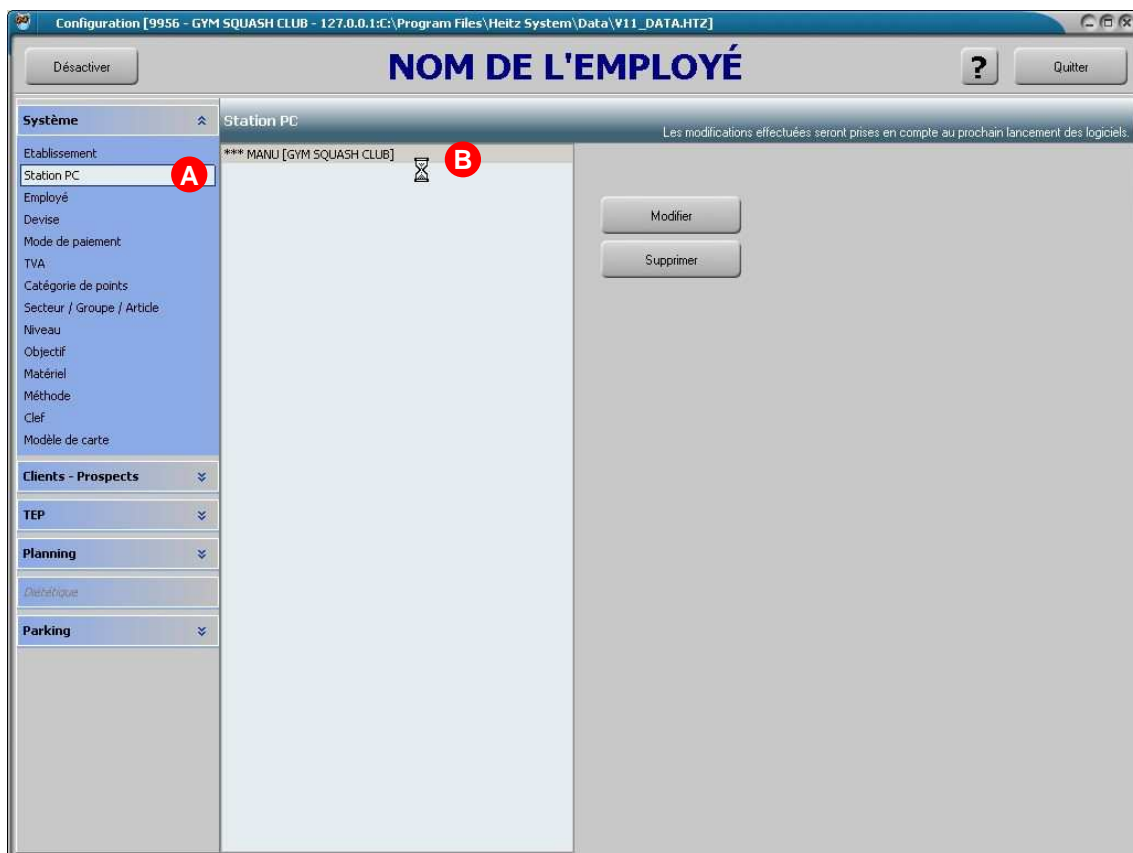 Configuration [9956 - GYM SQUASH CLUB - 127.0.0.1:C:\Program Files\Heitz System\Data\V11_DATA.HTZ]
Désactiver
NOM DE L'EMPLOYÉ
?
Quitter
Système
Station PC
Les modifications effectuées seront prises en compte au prochain lancement des logiciels.
Etablissement
Station PC
Employé
Devise
Mode de paiement
TVA
Catégorie de points
Secteur / Groupe / Article
Niveau
Objectif
Matériel
Méthode
Clef
Modèle de carte
Clients - Prospects
TEP
Planning
Diététique
Parking
A
*** MANU [GYM SQUASH CLUB]
B
Modifier
Supprimer